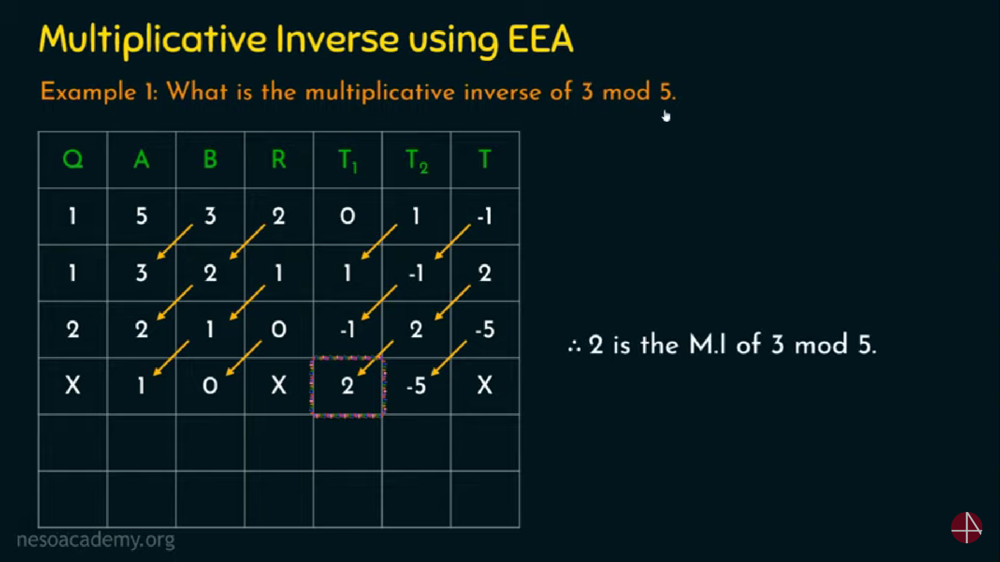 Multiplicative Inverse using EEA
Example 1: What is the multiplicative inverse of 3 mod 5.
Q A B R T₁ T₂ T
1 5 3 2 0 1 -1
1 3 2 1 1 -1 2
2 2 1 0 -1 2 -5
X 1 0 X 2 -5 X
∴ 2 is the M.I of 3 mod 5.
nesoacademy.org